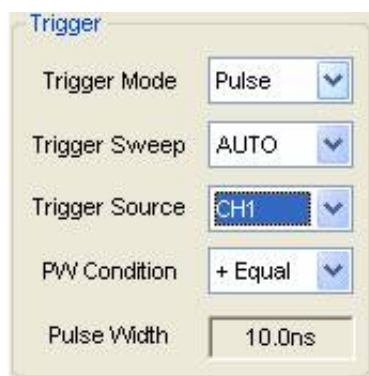 Trigger
Trigger Mode Pulse
Trigger Sweep AUTO
Trigger Source CH1
PW Condition + Equal
Pulse Width 10.0ns